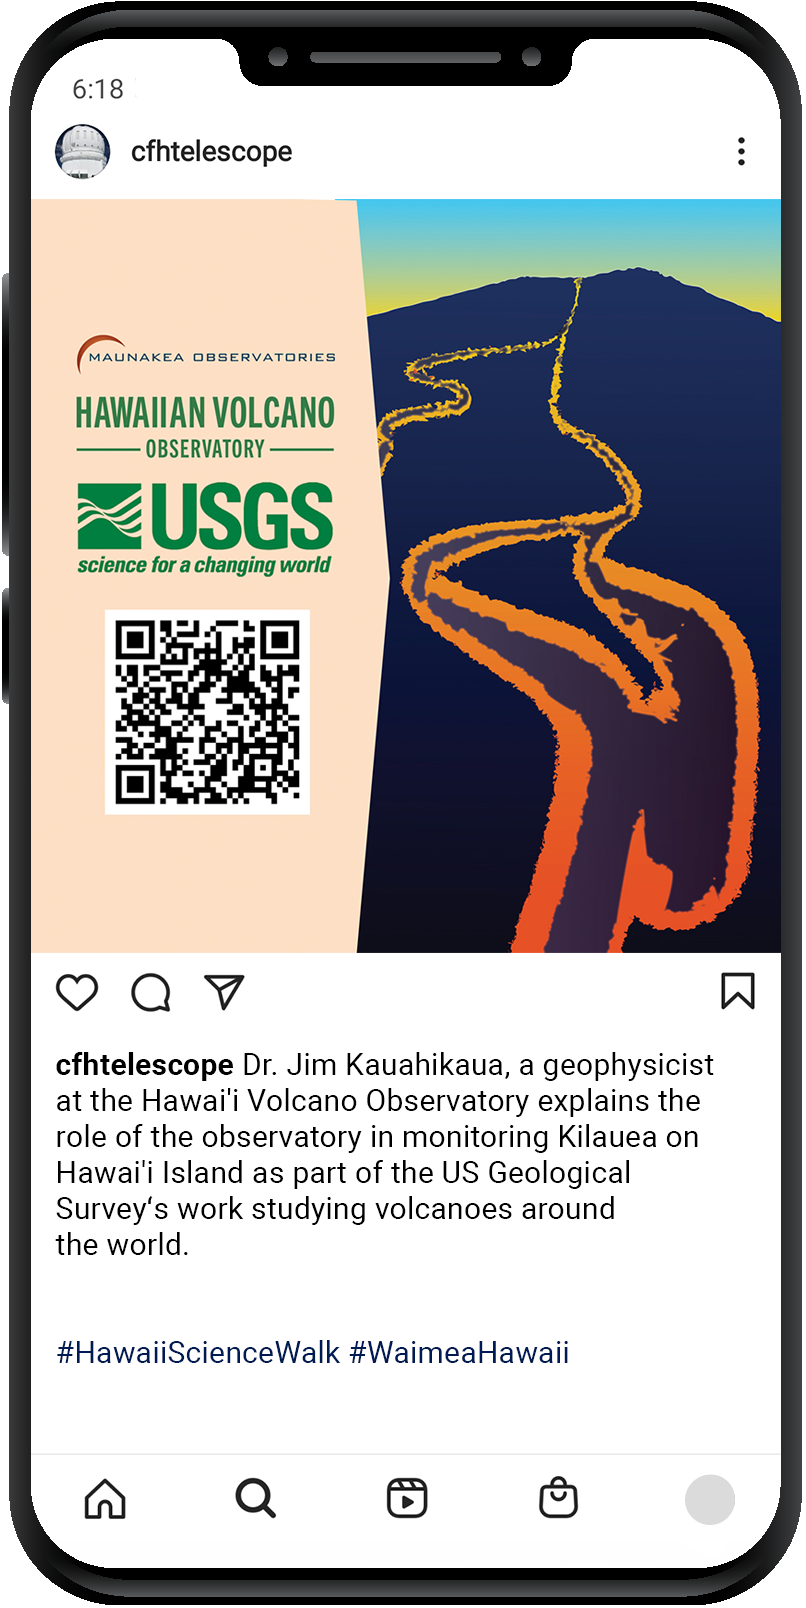 6:18
cfhtelescope
MAUNAKEA OBSERVATORIES
HAWAIIAN VOLCANO
OBSERVATORY
USGS
science for a changing world
cfhtelescope Dr. Jim Kauahikaua, a geophysicist
at the Hawai'i Volcano Observatory explains the
role of the observatory in monitoring Kilauea on
Hawai'i Island as part of the US Geological
Survey‘s work studying volcanoes around
the world.
#HawaiiScienceWalk #WaimeaHawaii